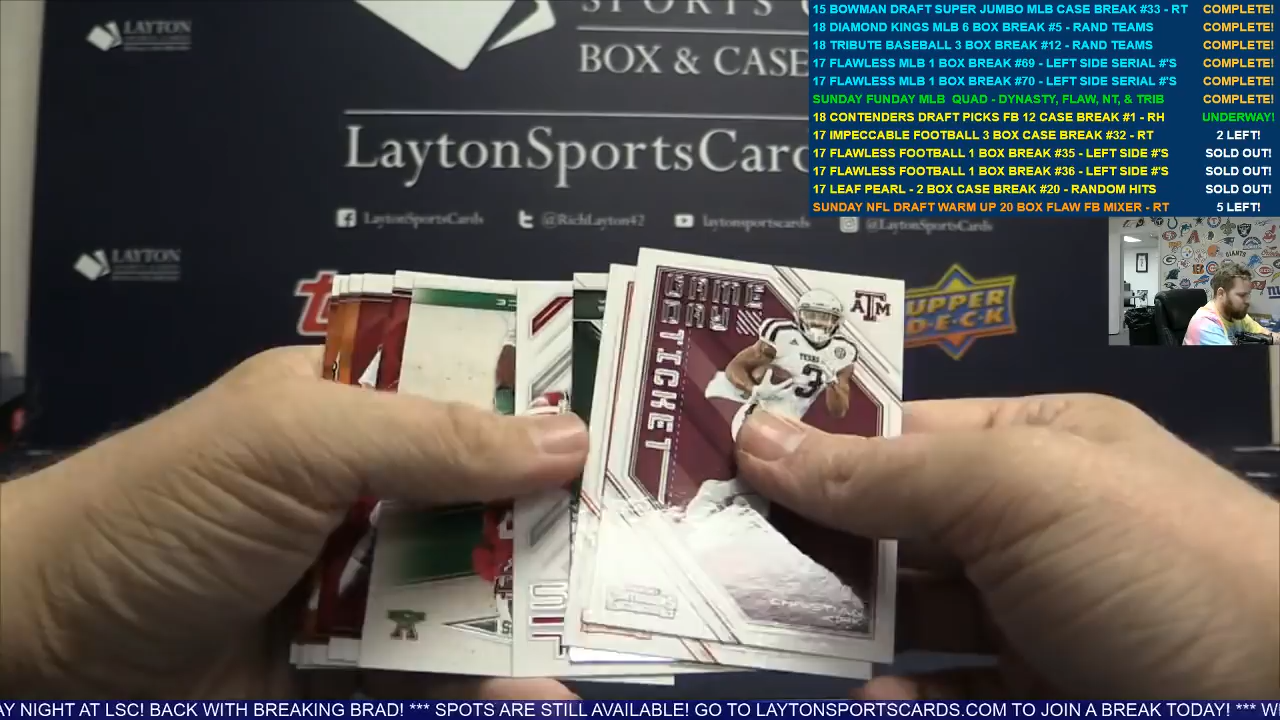 LAYTON
SPORTS C
BOX & CASE
LaytonSportsCard
LaytonSportsCards
@RichLayton42
laytonsportscards
@LaytonSportsCards
LAYTON
UPPER
DECK
15 BOWMAN DRAFT SUPER JUMBO MLB CASE BREAK #33 - RT COMPLETE!
18 DIAMOND KINGS MLB 6 BOX BREAK #5 - RAND TEAMS COMPLETE!
18 TRIBUTE BASEBALL 3 BOX BREAK #12 - RAND TEAMS COMPLETE!
17 FLAWLESS MLB 1 BOX BREAK #69 - LEFT SIDE SERIAL #'S COMPLETE!
17 FLAWLESS MLB 1 BOX BREAK #70 - LEFT SIDE SERIAL #'S COMPLETE!
SUNDAY FUNDAY MLB QUAD - DYNASTY, FLAW, NT, & TRIB COMPLETE!
18 CONTENDERS DRAFT PICKS FB 12 CASE BREAK #1 - RH UNDERWAY!
17 IMPECCABLE FOOTBALL 3 BOX CASE BREAK #32 - RT 2 LEFT!
17 FLAWLESS FOOTBALL 1 BOX BREAK #35 - LEFT SIDE #'S SOLD OUT!
17 FLAWLESS FOOTBALL 1 BOX BREAK #36 - LEFT SIDE #'S SOLD OUT!
17 LEAF PEARL - 2 BOX CASE BREAK #20 - RANDOM HITS SOLD OUT!
SUNDAY NFL DRAFT WARM UP 20 BOX FLAW FB MIXER - RT 5 LEFT!
GIANTS
GAME
DAY
TICKET
ATM
TEXAS
3
CHRISTIAN
AY NIGHT AT LSC! BACK WITH BREAKING BRAD! *** SPOTS ARE STILL AVAILABLE! GO TO LAYTONSPORTSCARDS.COM TO JOIN A BREAK TODAY! *** W